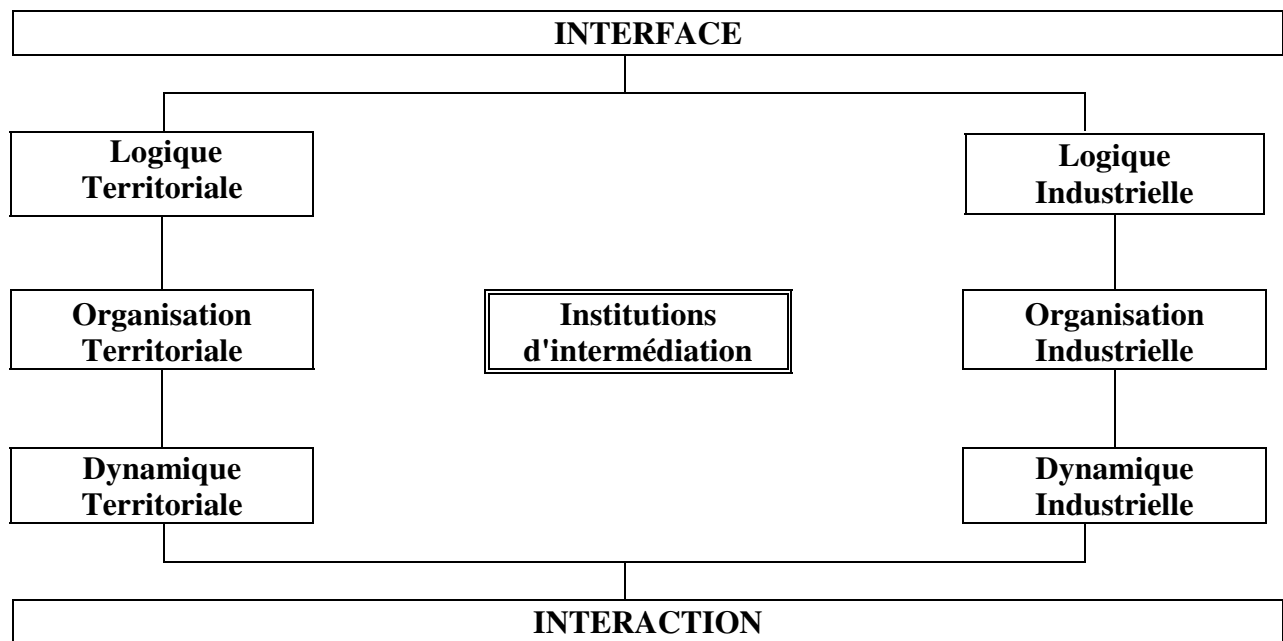 INTERFACE
Logique
Territoriale
Logique
Industrielle
Organisation
Territoriale
Institutions
d'intermédiation
Organisation
Industrielle
Dynamique
Territoriale
Dynamique
Industrielle
INTERACTION